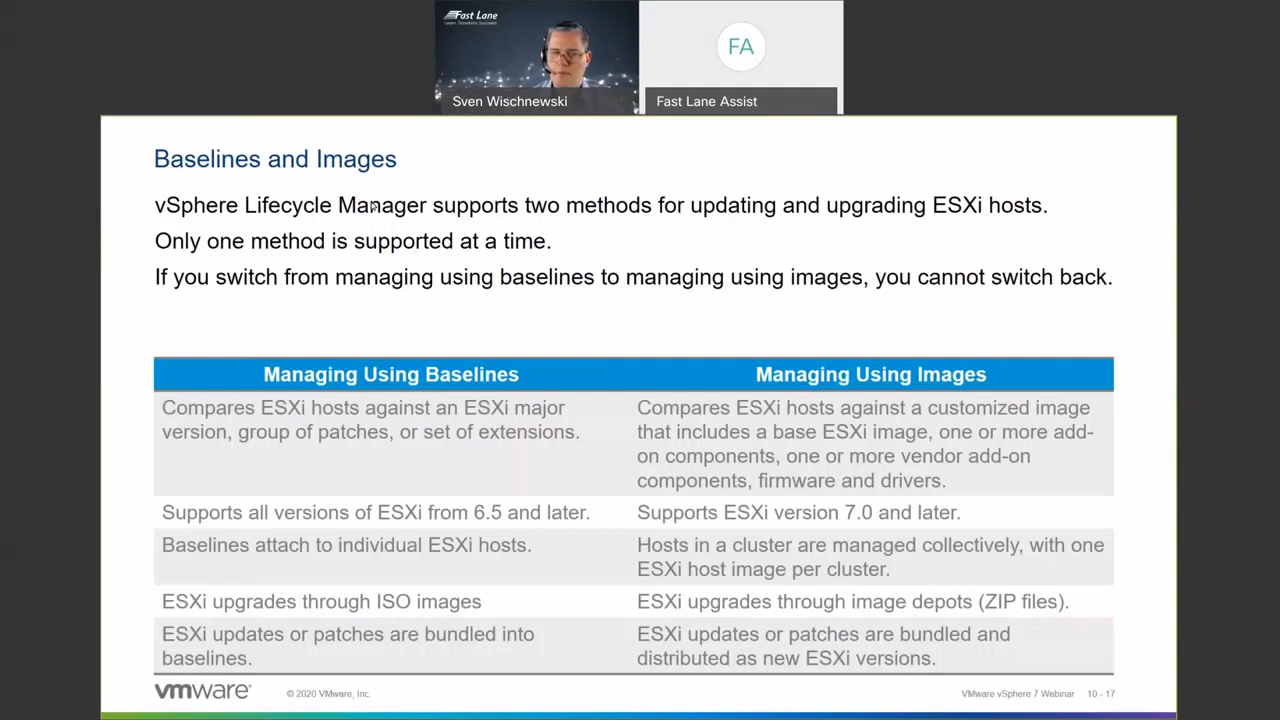 Fast Lane
Sven Wischnewski
FA
Fast Lane Assist
Baselines and Images
vSphere Lifecycle Manager supports two methods for updating and upgrading ESXi hosts.
Only one method is supported at a time.
If you switch from managing using baselines to managing using images, you cannot switch back.
Managing Using Baselines
Managing Using Images
Compares ESXi hosts against an ESXi major
version, group of patches, or set of extensions.
Compares ESXi hosts against a customized image
that includes a base ESXi image, one or more add-
on components, one or more vendor add-on
components, firmware and drivers.
Supports all versions of ESXi from 6.5 and later.
Supports ESXi version 7.0 and later.
Baselines attach to individual ESXi hosts.
Hosts in a cluster are managed collectively, with one
ESXi host image per cluster.
ESXi upgrades through ISO images
ESXi upgrades through image depots (ZIP files).
ESXi updates or patches are bundled into
baselines.
ESXi updates or patches are bundled and
distributed as new ESXi versions.
vmware
© 2020 VMware, Inc.
VMware vSphere 7 Webinar 10 - 17